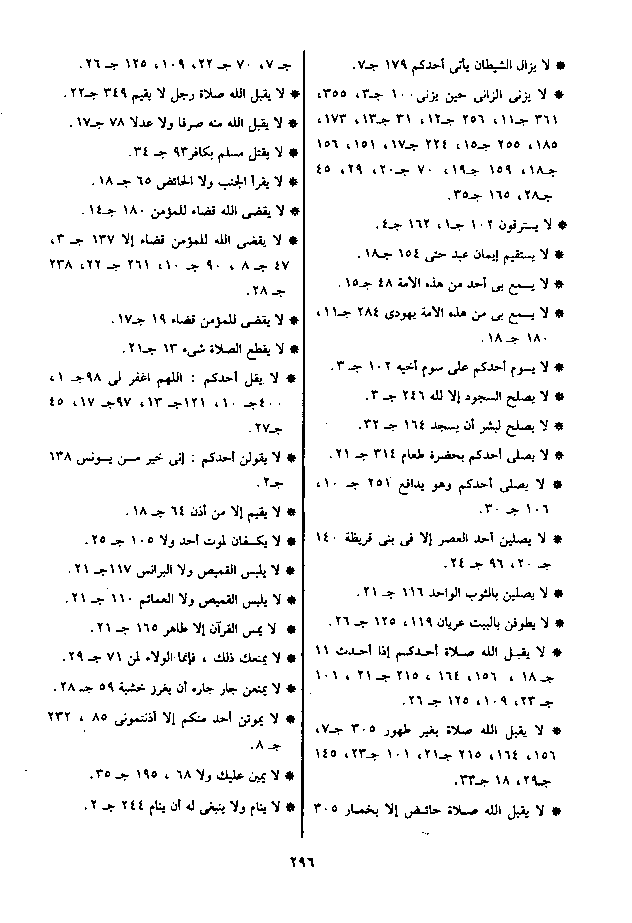 * لا يزال الشيطان يأتى أحدكم ١٧٩ جـ٧.
* لا يزنى الزانى حين يزنى١٠٠ جـ٣، ٣٥٥،
٣٦١ جـ١١، ٢٥٦ جـ١٢، ٣١ جـ١٣، ١٧٣،
١٨٥، ٢٥٥ جـ١٥، ٢٢٤ جـ١٧، ١٥١، ١٥٦
جـ١٨، ١٥٩ جـ١٩، ٧٠ جـ٢٠، ٢٩، ٤٥
جـ٢٨، ١٦٥ جـ٣٥.
* لا يسترقون ١٠٢ جـ١، ١٦٢ جـ٤.
* لا يستقيم إيمان عبد حتى ١٥٤ جـ١٨.
* لا يسمع بى أحد من هذه الأمة ٤٨ جـ١٥.
* لا يسمع بى من هذه الأمة يهودى ٢٨٤ جـ١١،
١٨٠ جـ ١٨.
* لا يسوم أحدكم على سوم أخيه ١٠٢ جـ ٣.
* لا يصلح السجود إلا لله ٢٤٦ جـ ٣.
* لا يصلح لبشر أن يسجد ١٦٤ جـ ٣٢.
* لا يصلى أحدكم بحضرة طعام ٣١٤ جـ ٢١.
* لا يصلى أحدكم وهو يدافع ٢٥١ جـ ١٠،
١٠٦ جـ ٣٠.
* لا يصلين أحد العصر إلا فى بنى قريظة ١٤٠
جـ ٢٠، ٩٦ جـ ٢٤.
* لا يصلين بالثوب الواحد ١١٦ جـ ٢١.
* لا يطوفن بالبيت عريان ١١٩، ١٢٥ جـ ٢٦.
* لا يقبل الله صلاة أحدكم إذا أحدث ١١
جـ ١٨ ، ١٥٦، ١٦٤ ، ٢١٥ جـ ٢١ ، ١٠١
جـ ٢٣، ١٠٩، ١٢٥ جـ ٢٦.
* لا يقبل الله صلاة بغير طهور ٣٠٥ جـ٧،
١٥٦، ١٦٤، ٢١٥ جـ٢١، ١٠١ جـ٢٣، ١٤٥
جـ٢٩، ١٨ جـ٣٣.
* لا يقبل الله صلاة حائض إلا بخمار ٣٠٥
جـ ٧، ٧٠ جـ ٢٢، ١٠٩، ١٢٥ جـ ٢٦.
* لا يقبل الله صلاة رجل لا يقيم ٣٤٩ جـ٢٢.
* لا يقبل الله منه صرفا ولا عدلا ٧٨ جـ١٧.
* لا يقتل مسلم بكافر٩٣ جـ ٣٤.
* لا يقرأ الجنب ولا الحائض ٦٥ جـ ١٨.
* لا يقضى الله قضاء للمؤمن ١٨٠ جـ١٤.
* لا يقضى الله للمؤمن قضاء إلا ١٣٧ جـ ٣،
٤٧ جـ ٨ ، ٩٠ جـ ١٠، ٢٦١ جـ ٢٢، ٢٣٨
جـ ٢٨.
* لا يقضى للمؤمن قضاء ١٩ جـ١٧.
* لا يقطع الصلاة شىء ١٣ جـ٢١.
* لا يقل أحدكم : اللهم اغفر لى ٩٨جـ ١،
٤٠٠جـ ١٠، ١٢١جـ ١٣، ٩٧جـ ١٧، ٤٥
جـ٢٧.
* لا يقولن أحدكم : إنى خير من يونس ١٣٨
جـ٢.
* لا يقيم إلا من أذن ٦٤ جـ ١٨.
* لا يكسفان لموت أحد ولا ١٠٥ جـ ٢٥.
* لا يلبس القميص ولا البرانس ١١٧جـ ٢١.
* لا يلبس القميص ولا العمائم ١١٠ جـ ٢١.
* لا يمس القرآن إلا طاهر ١٦٥ جـ ٢١.
* لا يمنعك ذلك ، فإنما الولاء لمن ٧١ جـ ٢٩.
* لا يمنعن جار جاره أن يغرز خشبة ٥٩ جـ ٢٨.
* لا يموتن أحد منكم إلا آذنتمونى ٨٥ ، ٢٣٢
جـ ٨.
* لا يمين عليك ولا ٦٨ ، ١٩٥ جـ ٣٥.
* لا ينام ولا ينبغى له أن ينام ٢٤٤ جـ ٢.
٢٩٦